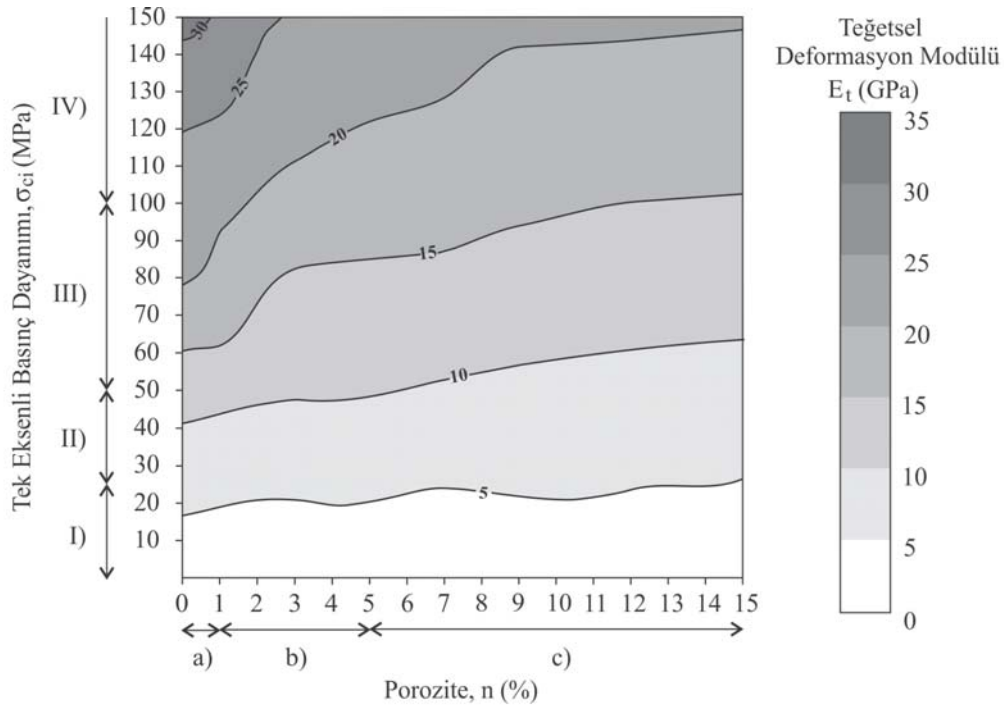 Tek Eksenli Basınç Dayanımı, σci (MPa)
IV)
III)
II)
I)
150
140
130
120
100
90
80
70
60
50
40
30
20
10
30
25
20
15
10
5
0 1 2 3 4 5 6 7 8 9 10 11 12 13 14 15
a) b) c)
Porozite, n (%)
Teğetsel
Deformasyon Modülü
Et (GPa)
35
30
25
20
15
10
5
0